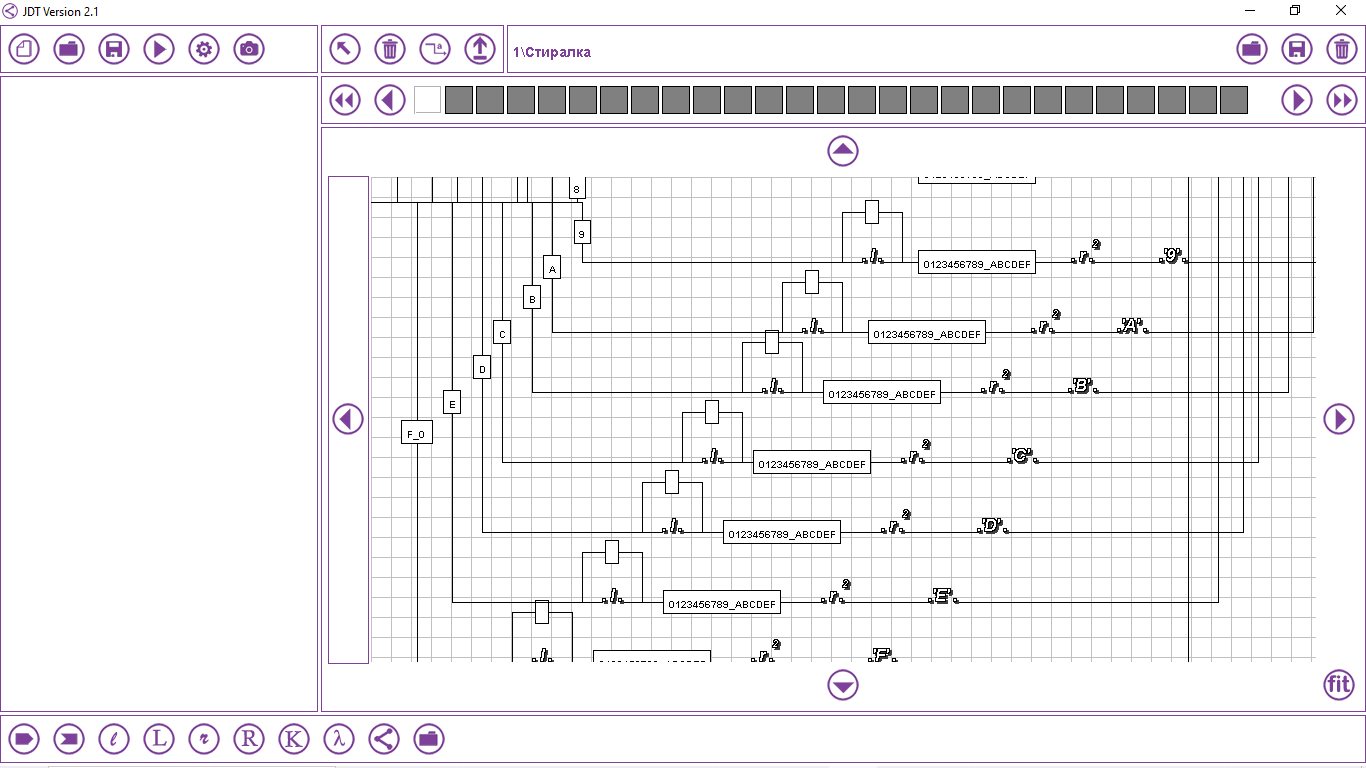 JDT Version 2.1
1\Стиралка
8
9
.l.
0123456789_ABCDEF
.r.2
.'9'.
A
.l.
0123456789_ABCDEF
.r.2
.'A'.
B
.l.
0123456789_ABCDEF
.r.2
.'B'.
C
.l.
0123456789_ABCDEF
.r.2
.'C'.
D
.l.
0123456789_ABCDEF
.r.2
.'D'.
E
.l.
0123456789_ABCDEF
.r.2
.'E'.
F_0
.l.
.r.2
.'F'.
fit
a
l L r R K λ